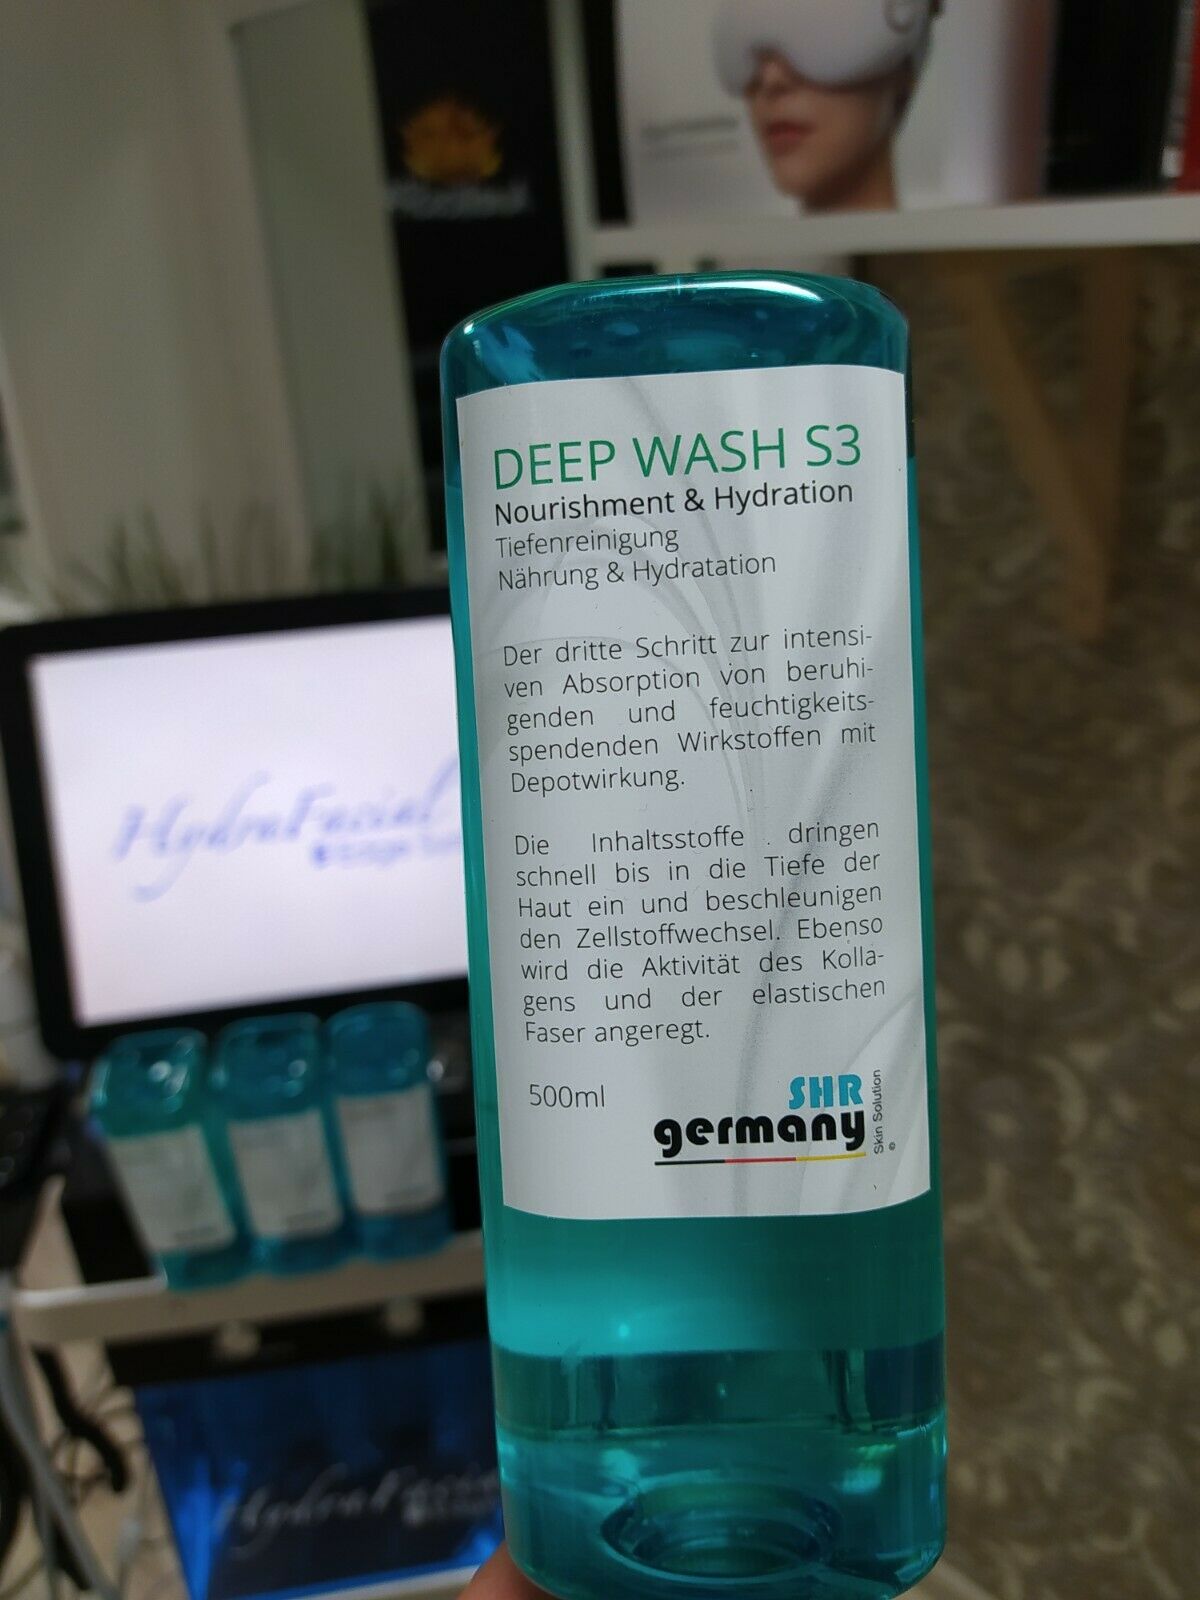 DEEP WASH S3
Nourishment & Hydration
Tiefenreinigung
Nährung & Hydratation
Der dritte Schritt zur intensi-
ven Absorption von beruhi-
genden und feuchtigkeits-
spendenden Wirkstoffen mit
Depotwirkung.
Die Inhaltsstoffe dringen
schnell bis in die Tiefe der
Haut ein und beschleunigen
den Zellstoffwechsel. Ebenso
wird die Aktivität des Kolla-
gens und der elastischen
Faser angeregt.
500ml
SHR
germany
Skin Solution
©
HydraFacial
HydraFacial